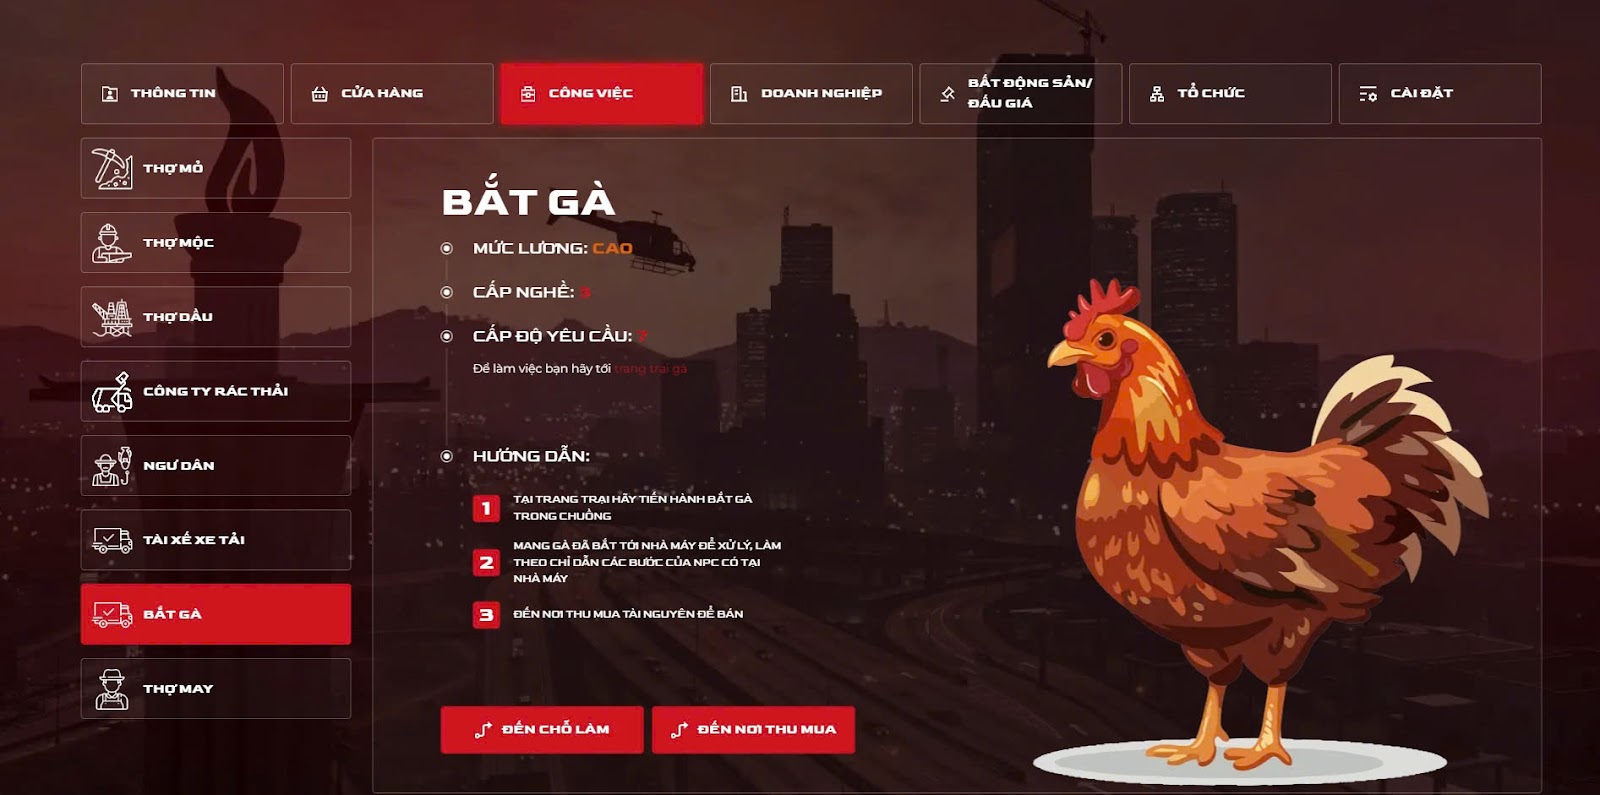 THÔNG TIN
CỬA HÀNG
CÔNG VIỆC
DOANH NGHIỆP
BẤT ĐỘNG SẢN/
ĐẤU GIÁ
TỔ CHỨC
CÀI ĐẶT
THỢ MỎ
THỢ MỘC
THỢ DẦU
CÔNG TY RÁC THẢI
NGƯ DÂN
TÀI XẾ XE TẢI
BẮT GÀ
THỢ MAY
BẮT GÀ
MỨC LƯƠNG: CAO
CẤP NGHỀ: 3
CẤP ĐỘ YÊU CẦU: 7
Để làm việc bạn hãy tới trang trại gà
HƯỚNG DẪN:
1 TẠI TRANG TRẠI HÃY TIẾN HÀNH BẮT GÀ
TRONG CHUỒNG
2 MANG GÀ ĐÃ BẮT TỚI NHÀ MÁY ĐỂ XỬ LÝ, LÀM
THEO CHỈ DẪN CÁC BƯỚC CỦA NPC CÓ TẠI
NHÀ MÁY
3 ĐẾN NƠI THU MUA TÀI NGUYÊN ĐỂ BÁN
ĐẾN CHỖ LÀM
ĐẾN NƠI THU MUA